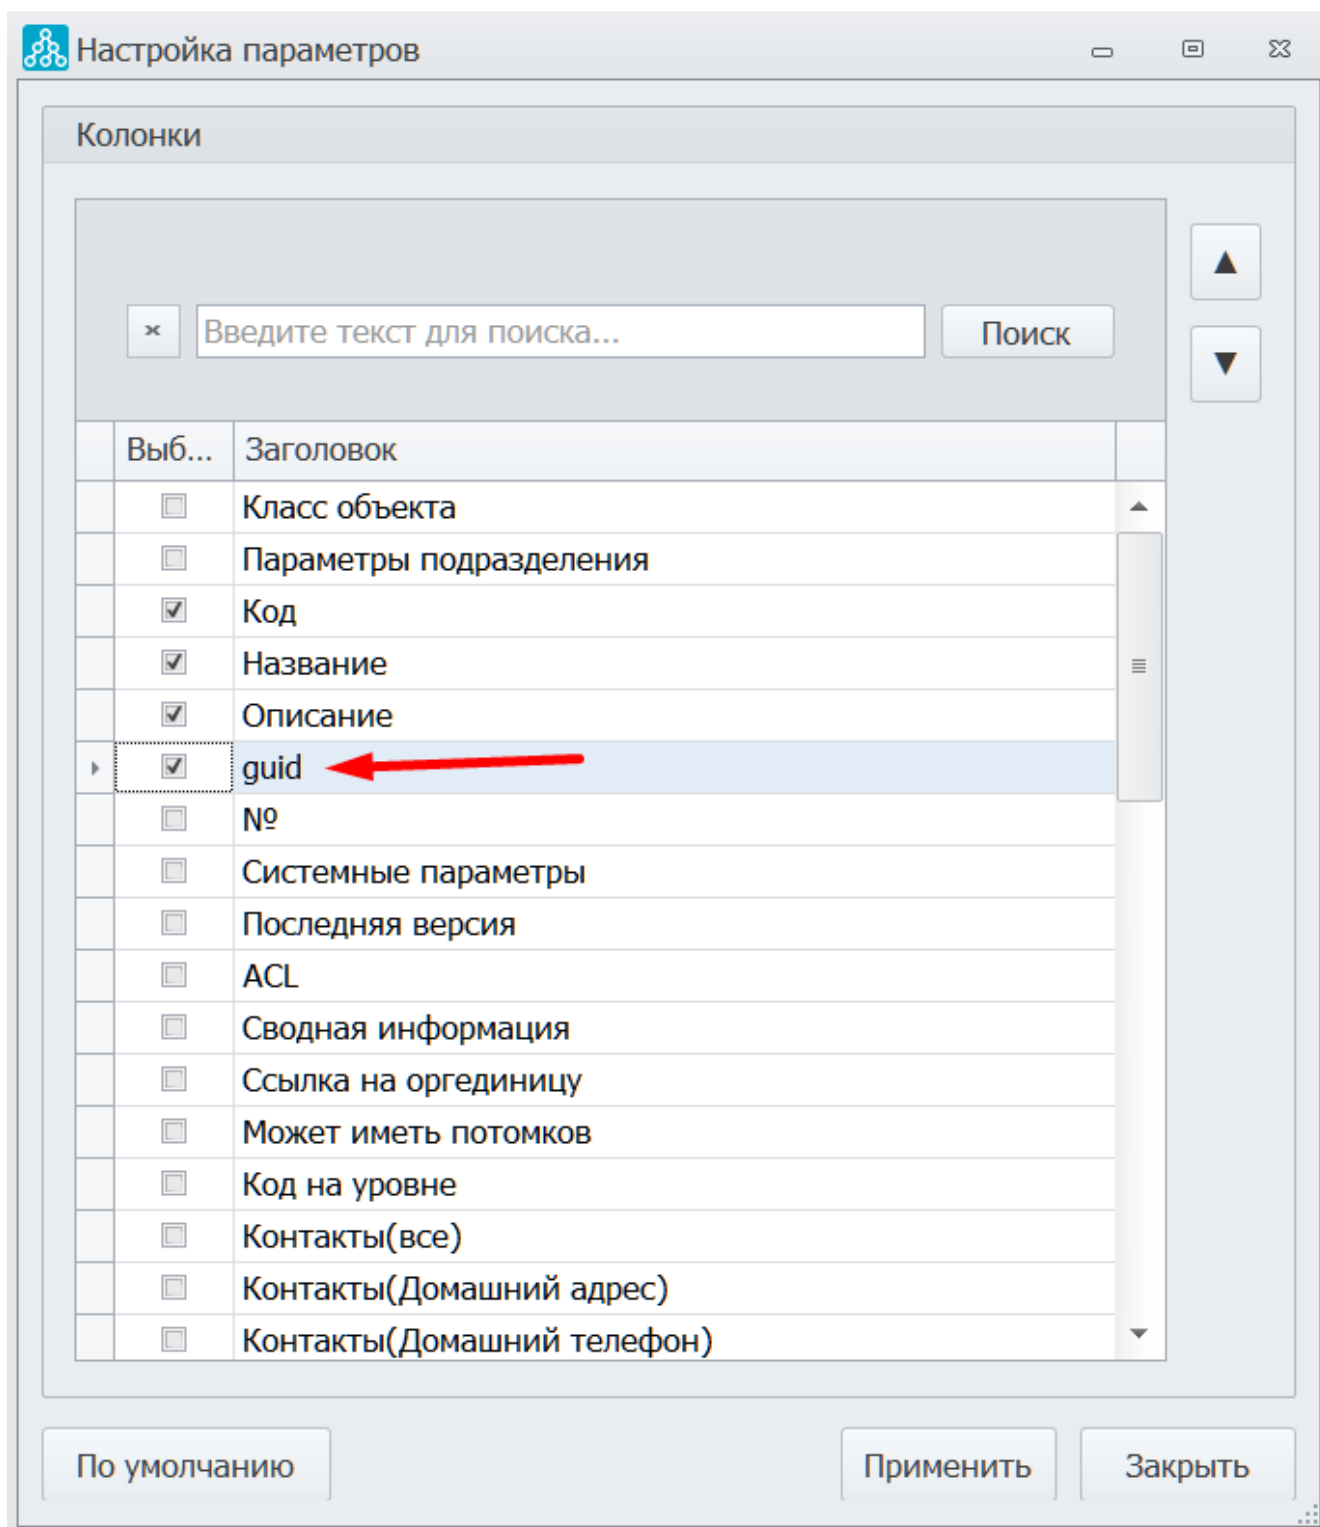 Настройка параметров
Колонки
Введите текст для поиска...
Поиск
Выб...
Заголовок
Класс объекта
Параметры подразделения
Код
Название
Описание
guid
№
Системные параметры
Последняя версия
ACL
Сводная информация
Ссылка на оргединицу
Может иметь потомков
Код на уровне
Контакты(все)
Контакты(Домашний адрес)
Контакты(Домашний телефон)
По умолчанию
Применить
Закрыть